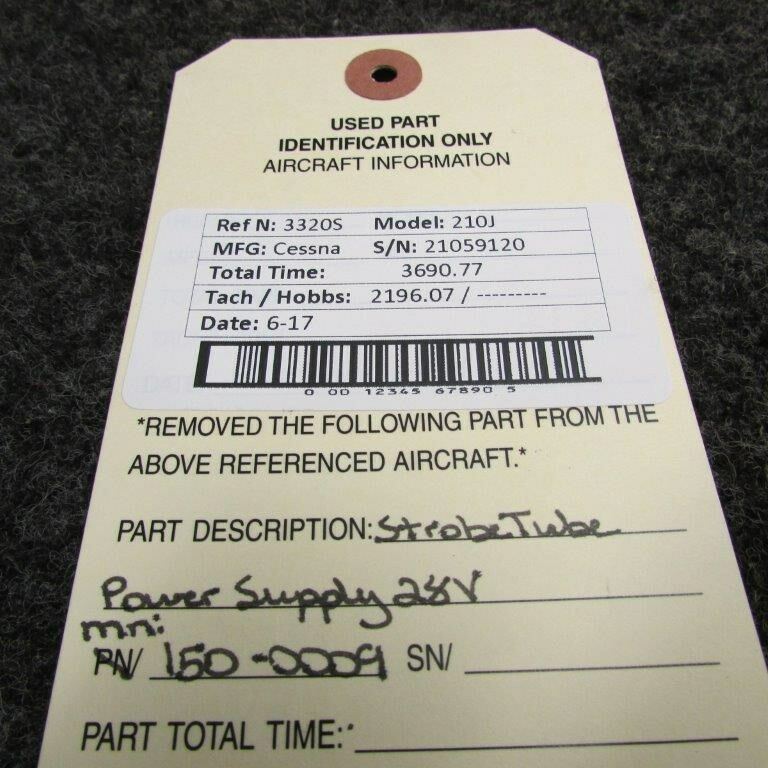 USED PART
IDENTIFICATION ONLY
AIRCRAFT INFORMATION
Ref N: 3320S Model: 210J
MFG: Cessna S/N: 21059120
Total Time: 3690.77
Tach / Hobbs: 2196.07 / ---------
Date: 6-17
0 00 12345 67890 5
*REMOVED THE FOLLOWING PART FROM THE
ABOVE REFERENCED AIRCRAFT.*
PART DESCRIPTION: Strobe Tube
Power Supply 28V
mn:
PN/ 150-0009 SN/
PART TOTAL TIME: